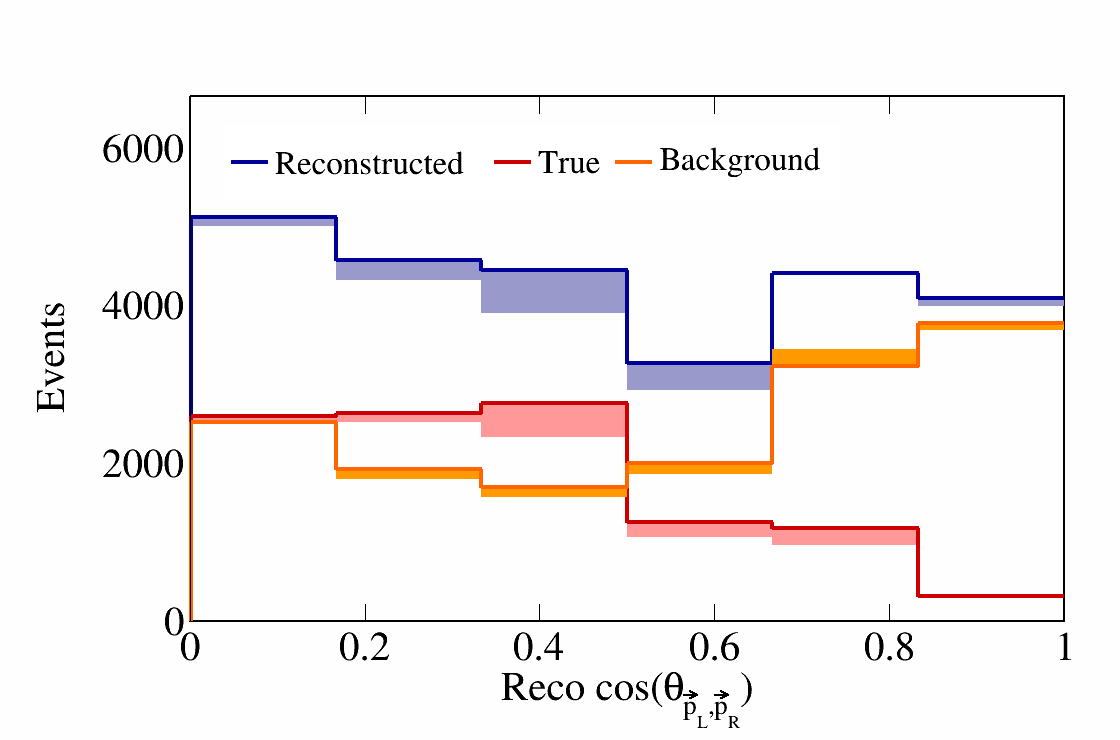 Events
6000
4000
2000
0
Reconstructed True Background
0 0.2 0.4 0.6 0.8 1
Reco cos(θ p⃗L,p⃗R)